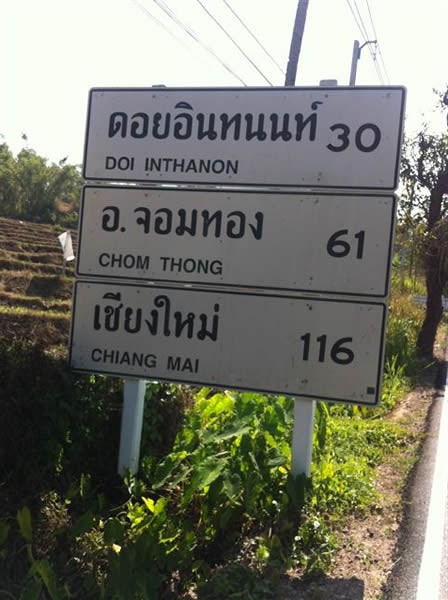 ดอยอินทนนท์ 30
DOI INTHANON
อ.จอมทอง 61
CHOM THONG
เชียงใหม่ 116
CHIANG MAI